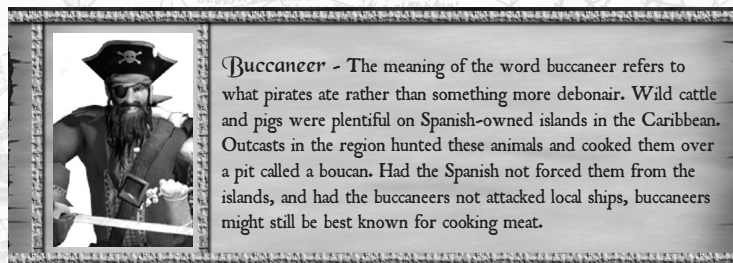 Buccaneer - The meaning of the word buccaneer refers to
what pirates ate rather than something more debonair. Wild cattle
and pigs were plentiful on Spanish-owned islands in the Caribbean.
Outcasts in the region hunted these animals and cooked them over
a pit called a boucan. Had the Spanish not forced them from the
islands, and had the buccaneers not attacked local ships, buccaneers
might still be best known for cooking meat.